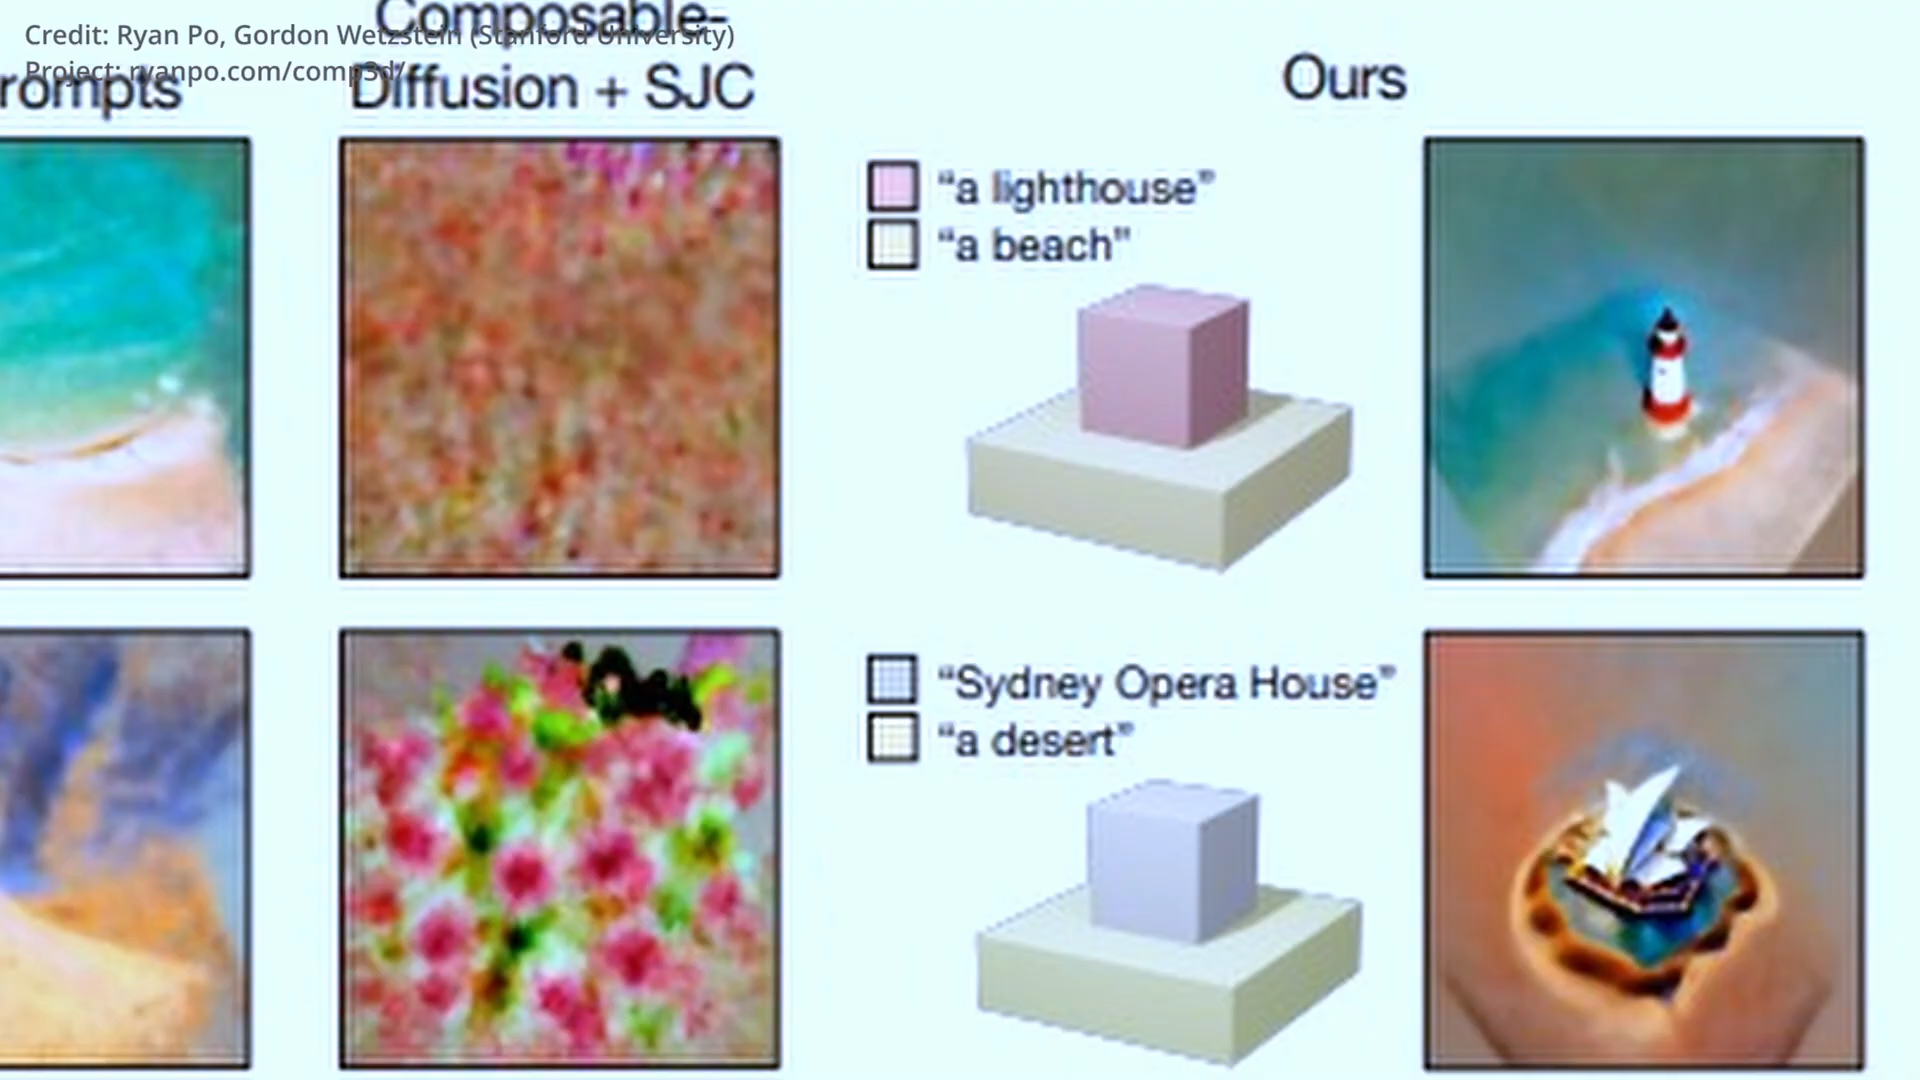 Credit: Ryan Po, Gordon Wetzstein (Stanford University)
Project: ryanpo.com/comp3d/
rompts
Composable-
Diffusion + SJC
Ours
“a lighthouse”
“a beach”
“Sydney Opera House”
“a desert”